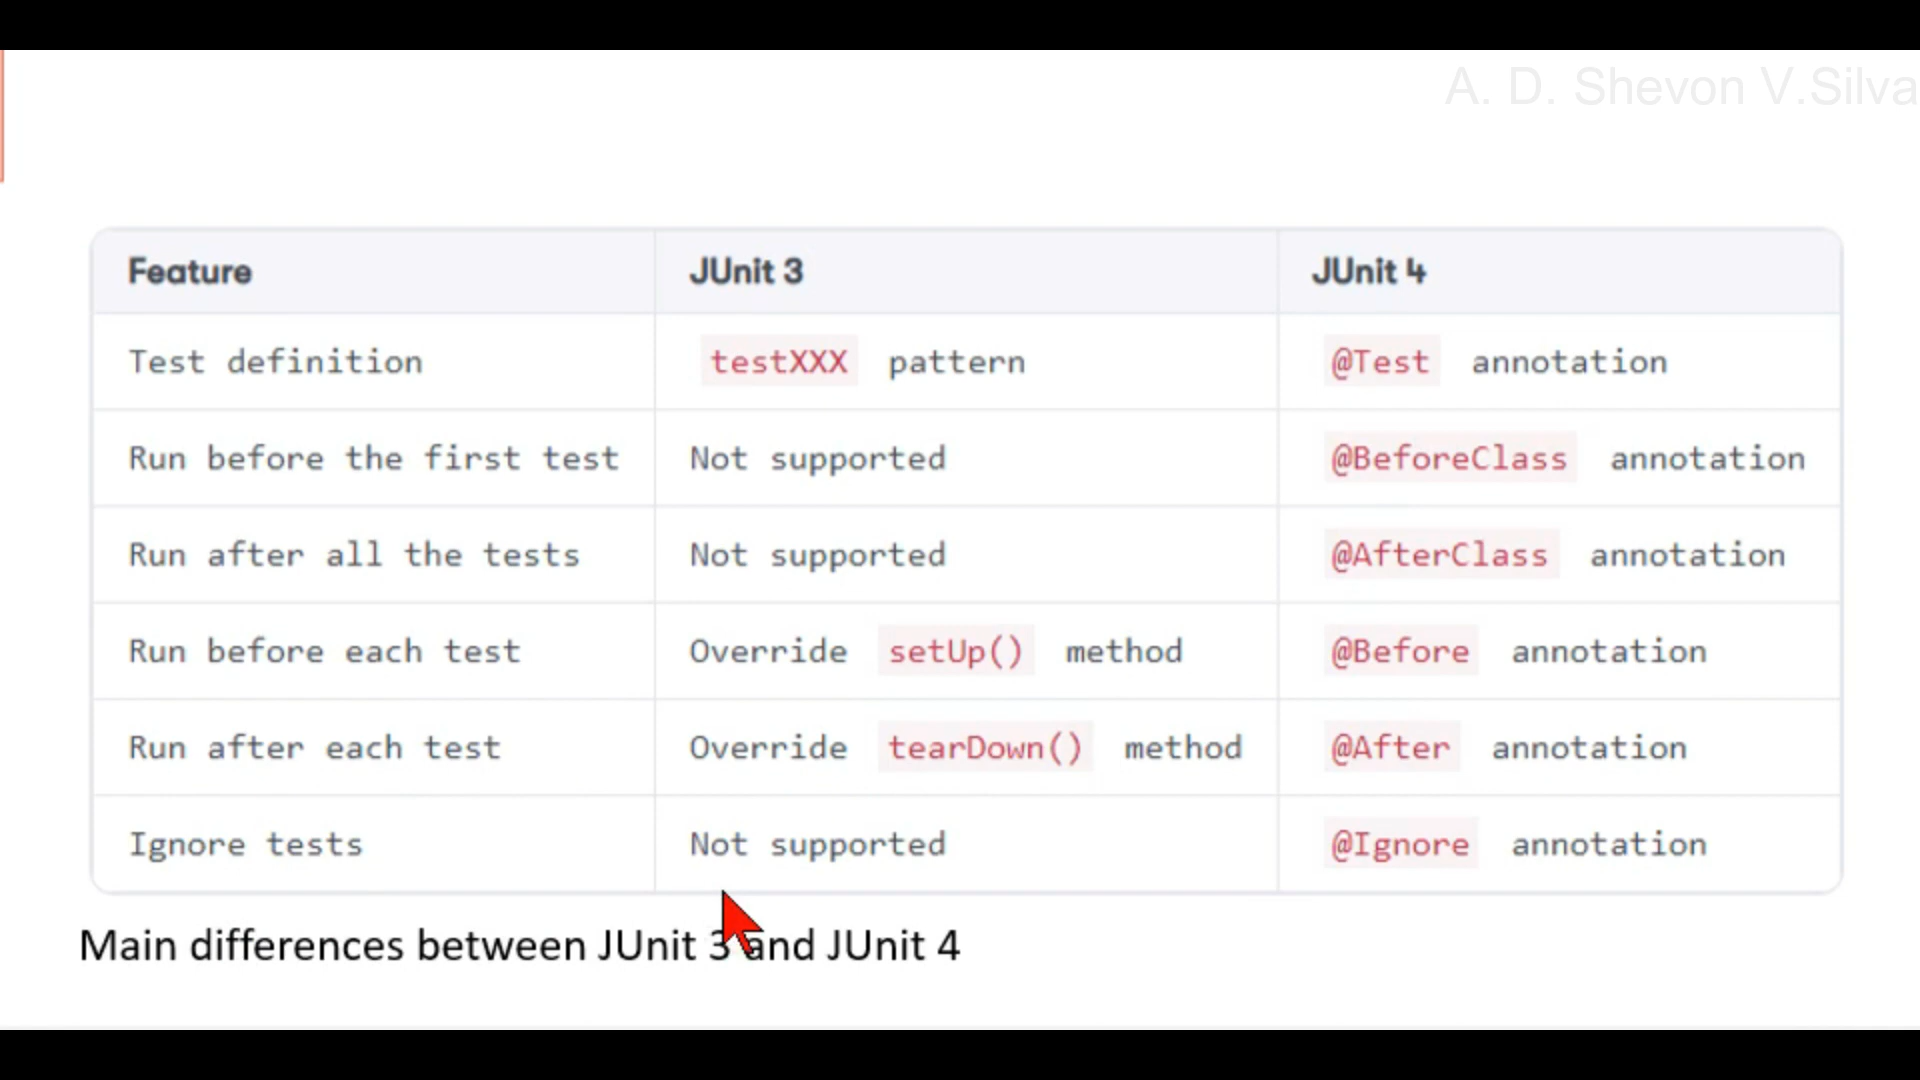 A. D. Shevon V.Silva
Feature JUnit 3 JUnit 4
Test definition testXXX pattern @Test annotation
Run before the first test Not supported @BeforeClass annotation
Run after all the tests Not supported @AfterClass annotation
Run before each test Override setUp() method @Before annotation
Run after each test Override tearDown() method @After annotation
Ignore tests Not supported @Ignore annotation
Main differences between JUnit 3 and JUnit 4